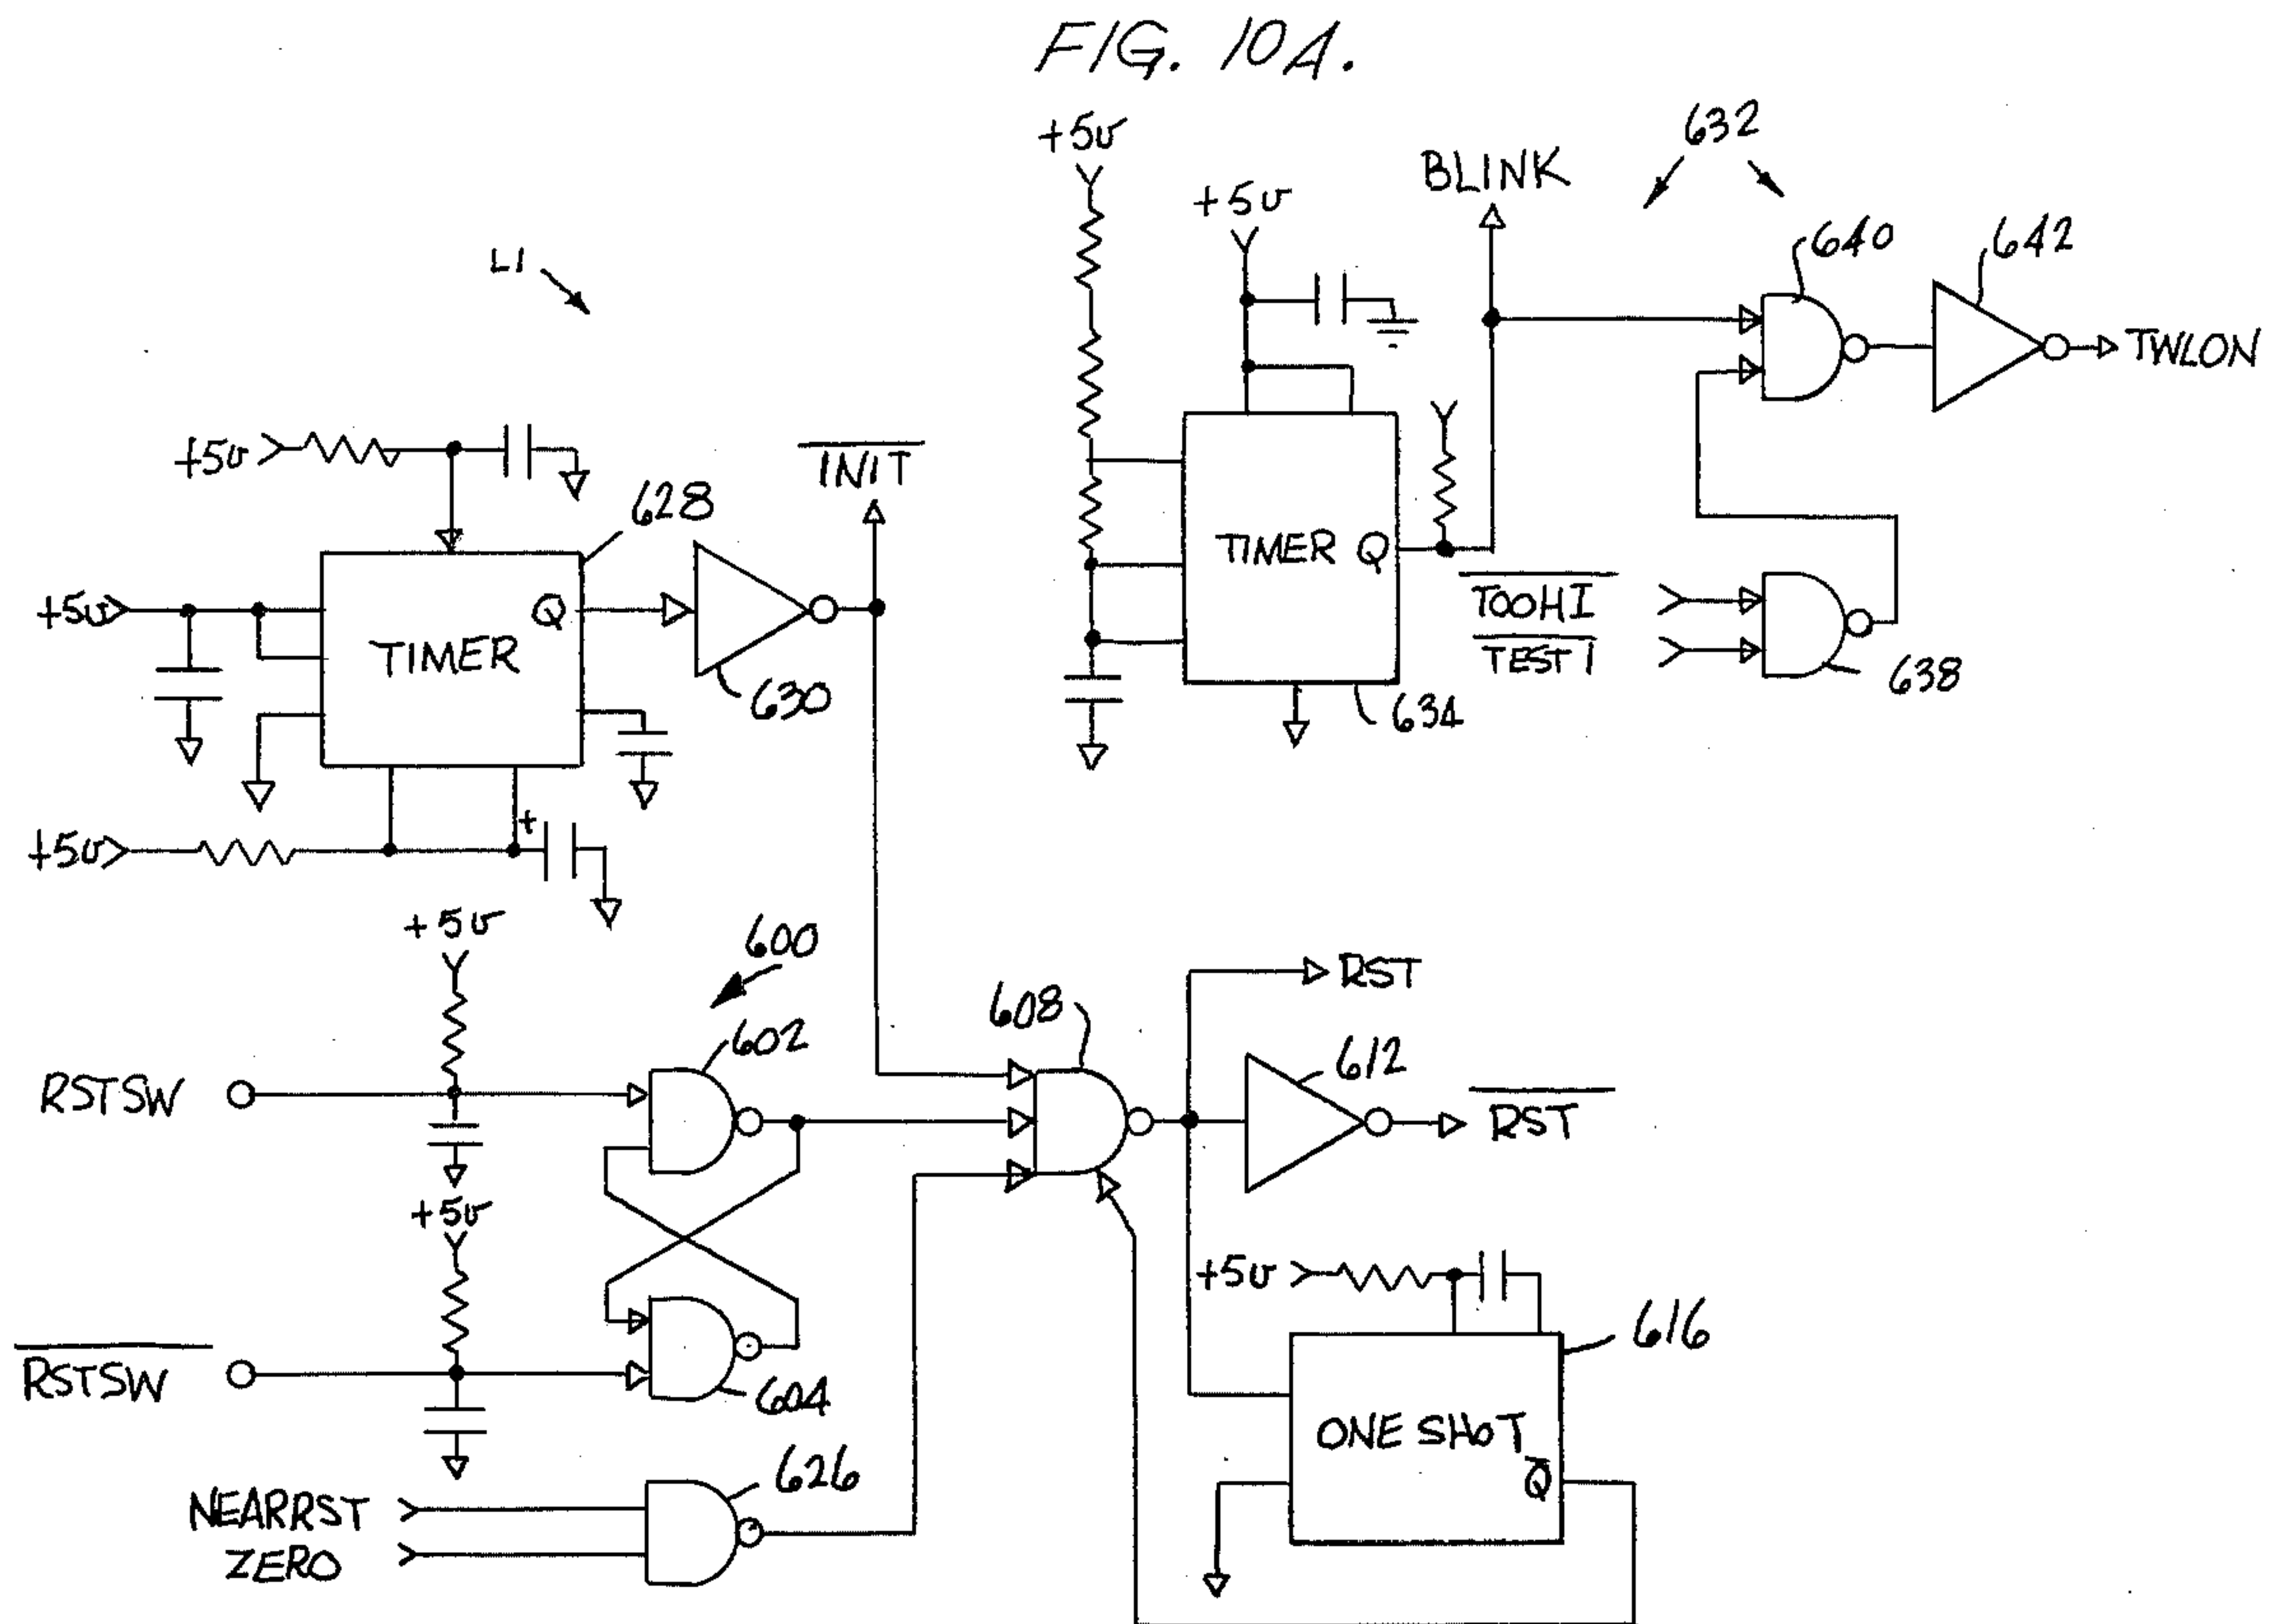 FIG. 10A.
+5v
632
BLINK
+5v
640
642
L1
TWLON
+5v
INIT
628
+5v
Q
TIMER
630
TIMER Q
TOOHI
TEST 1
638
634
+5v
+
+5v
600
602
RST
608
612
RSTSW
RST
+5v
+5v
616
RSTSW
604
ONE SHOT
Q
626
NEARRST
ZERO